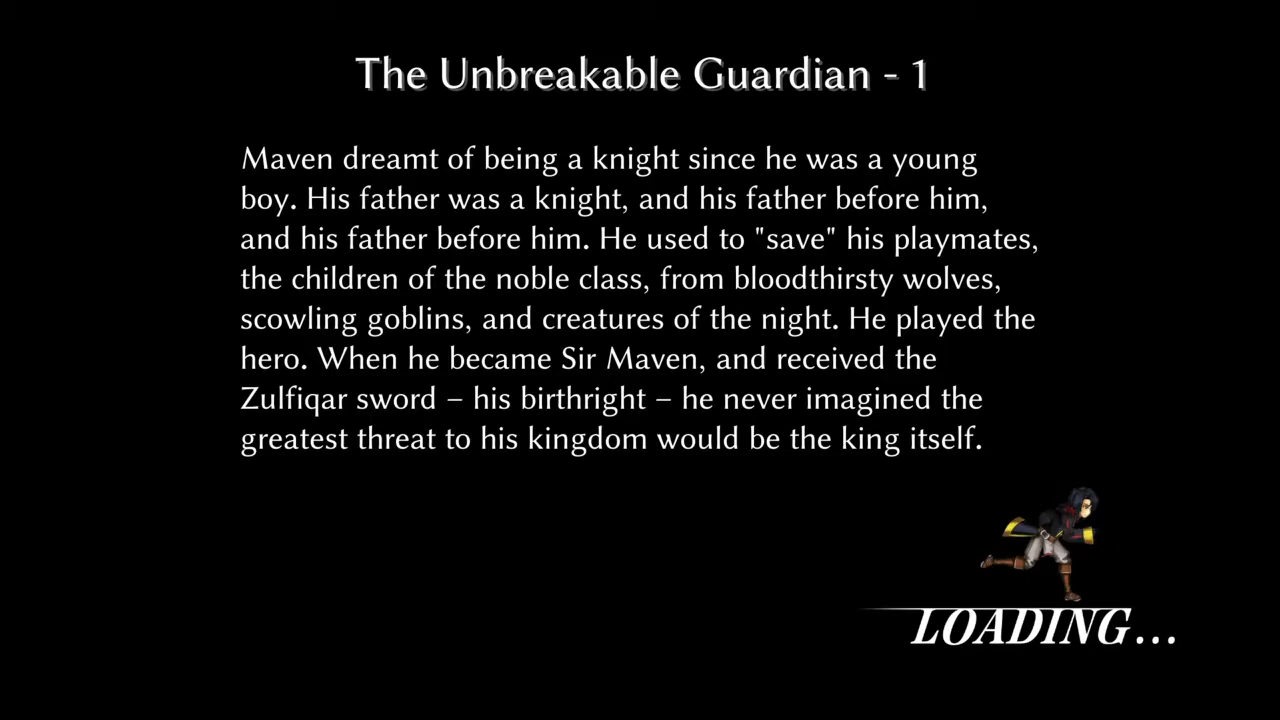 The Unbreakable Guardian - 1
Maven dreamt of being a knight since he was a young
boy. His father was a knight, and his father before him,
and his father before him. He used to "save" his playmates,
the children of the noble class, from bloodthirsty wolves,
scowling goblins, and creatures of the night. He played the
hero. When he became Sir Maven, and received the
Zulfiqar sword – his birthright – he never imagined the
greatest threat to his kingdom would be the king itself.
LOADING...